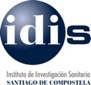 idis
Instituto de Investigación Sanitaria
SANTIAGO DE COMPOSTELA